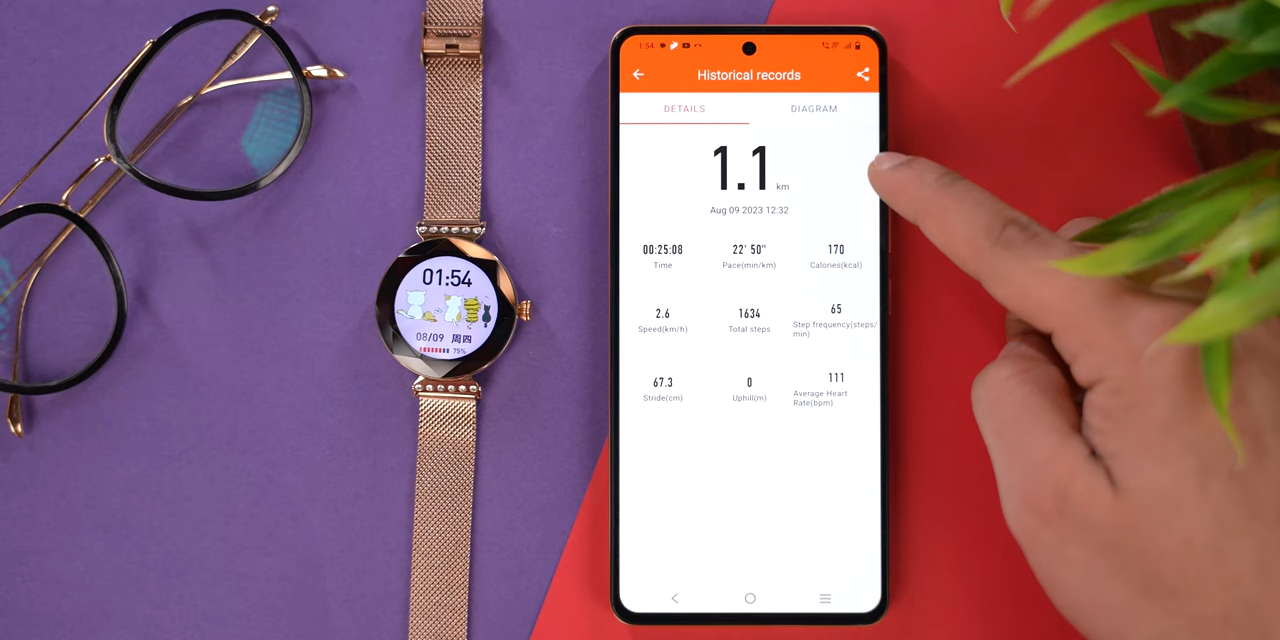 01:54
08/09 周四
75%
1:54
Historical records
DETAILS DIAGRAM
1.1 km
Aug 09 2023 12:32
00:25:08 22' 50" 170
Time Pace(min/km) Calories(kcal)
2.6 1634 65
Speed(km/h) Total steps Step frequency(steps/
min)
67.3 0 111
Stride(cm) Uphill(m) Average Heart
Rate(bpm)